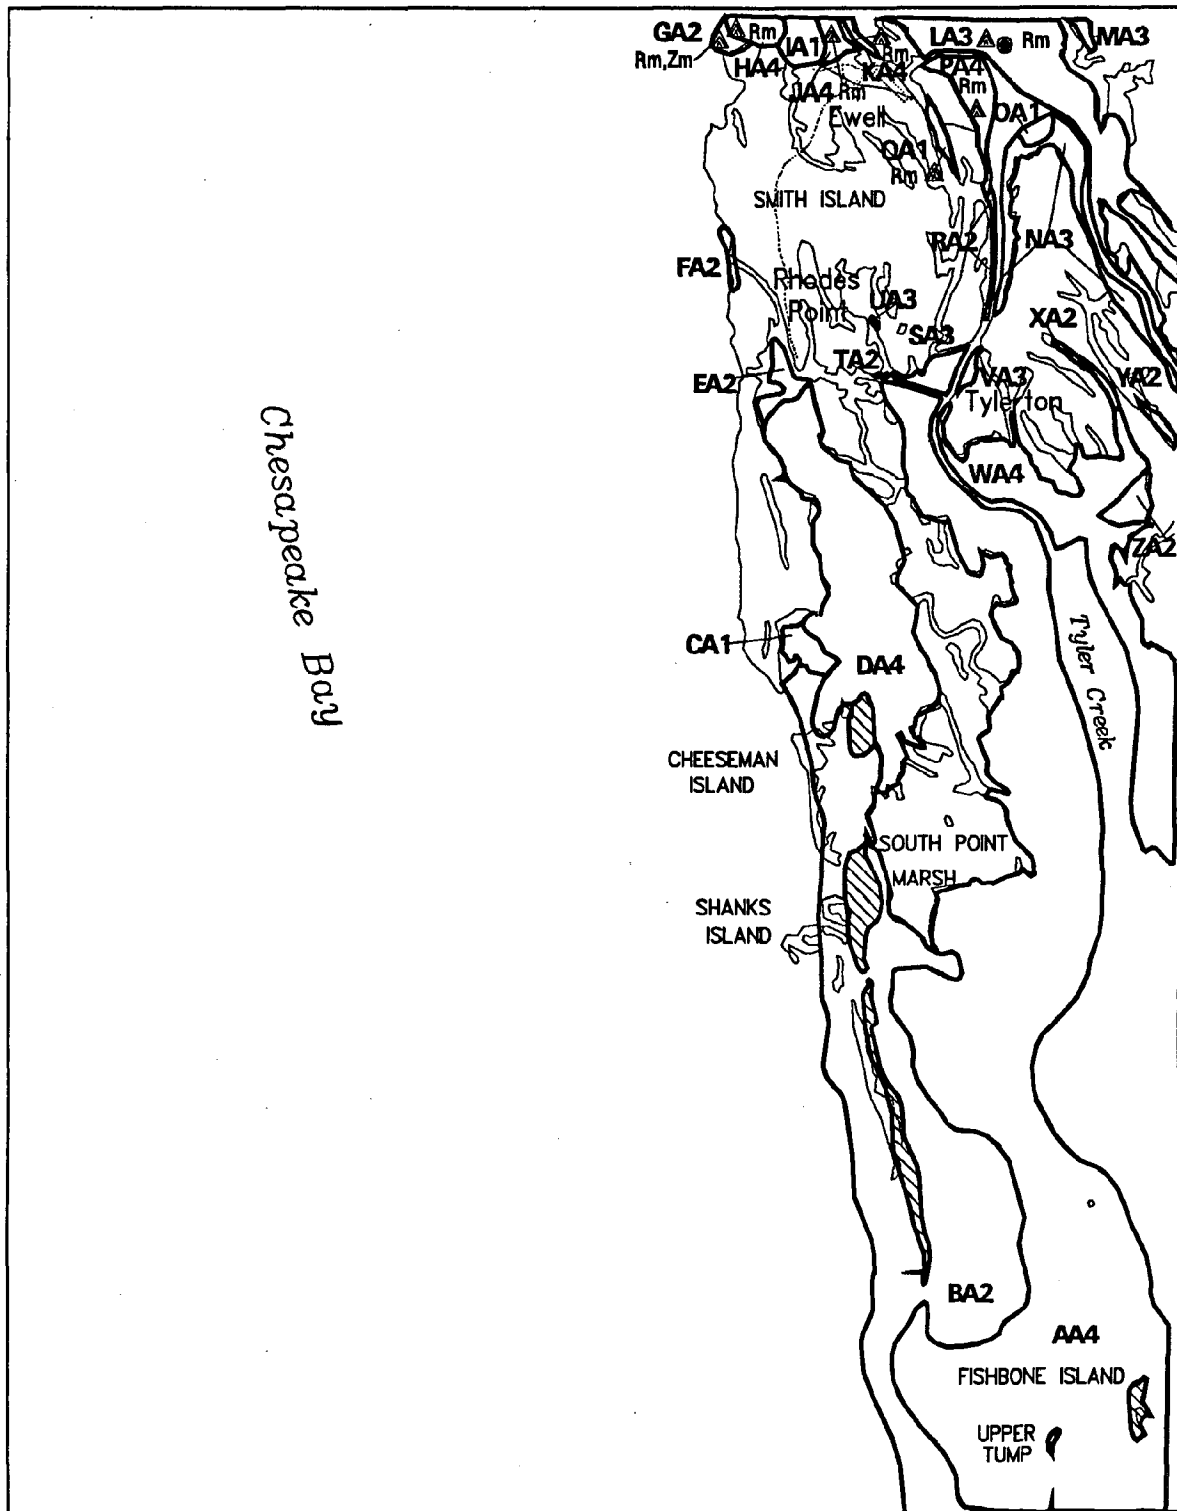 GA2
Rm
IA1
LA3
Rm
MA3
Rm,Zm
HA4
Rm
KA4
PA4
Rm
JA4
Rm
Ewell
OA1
QA1
Rm
SMITH ISLAND
RA2
NA3
FA2
Rhodes
Point
UA3
SA3
XA2
TA2
EA2
VA3
YA2
Tylerton
WA4
ZA2
Chesapeake Bay
CA1
DA4
Tyler Creek
CHEESEMAN
ISLAND
SOUTH POINT
MARSH
SHANKS
ISLAND
BA2
AA4
FISHBONE ISLAND
UPPER
TUMP